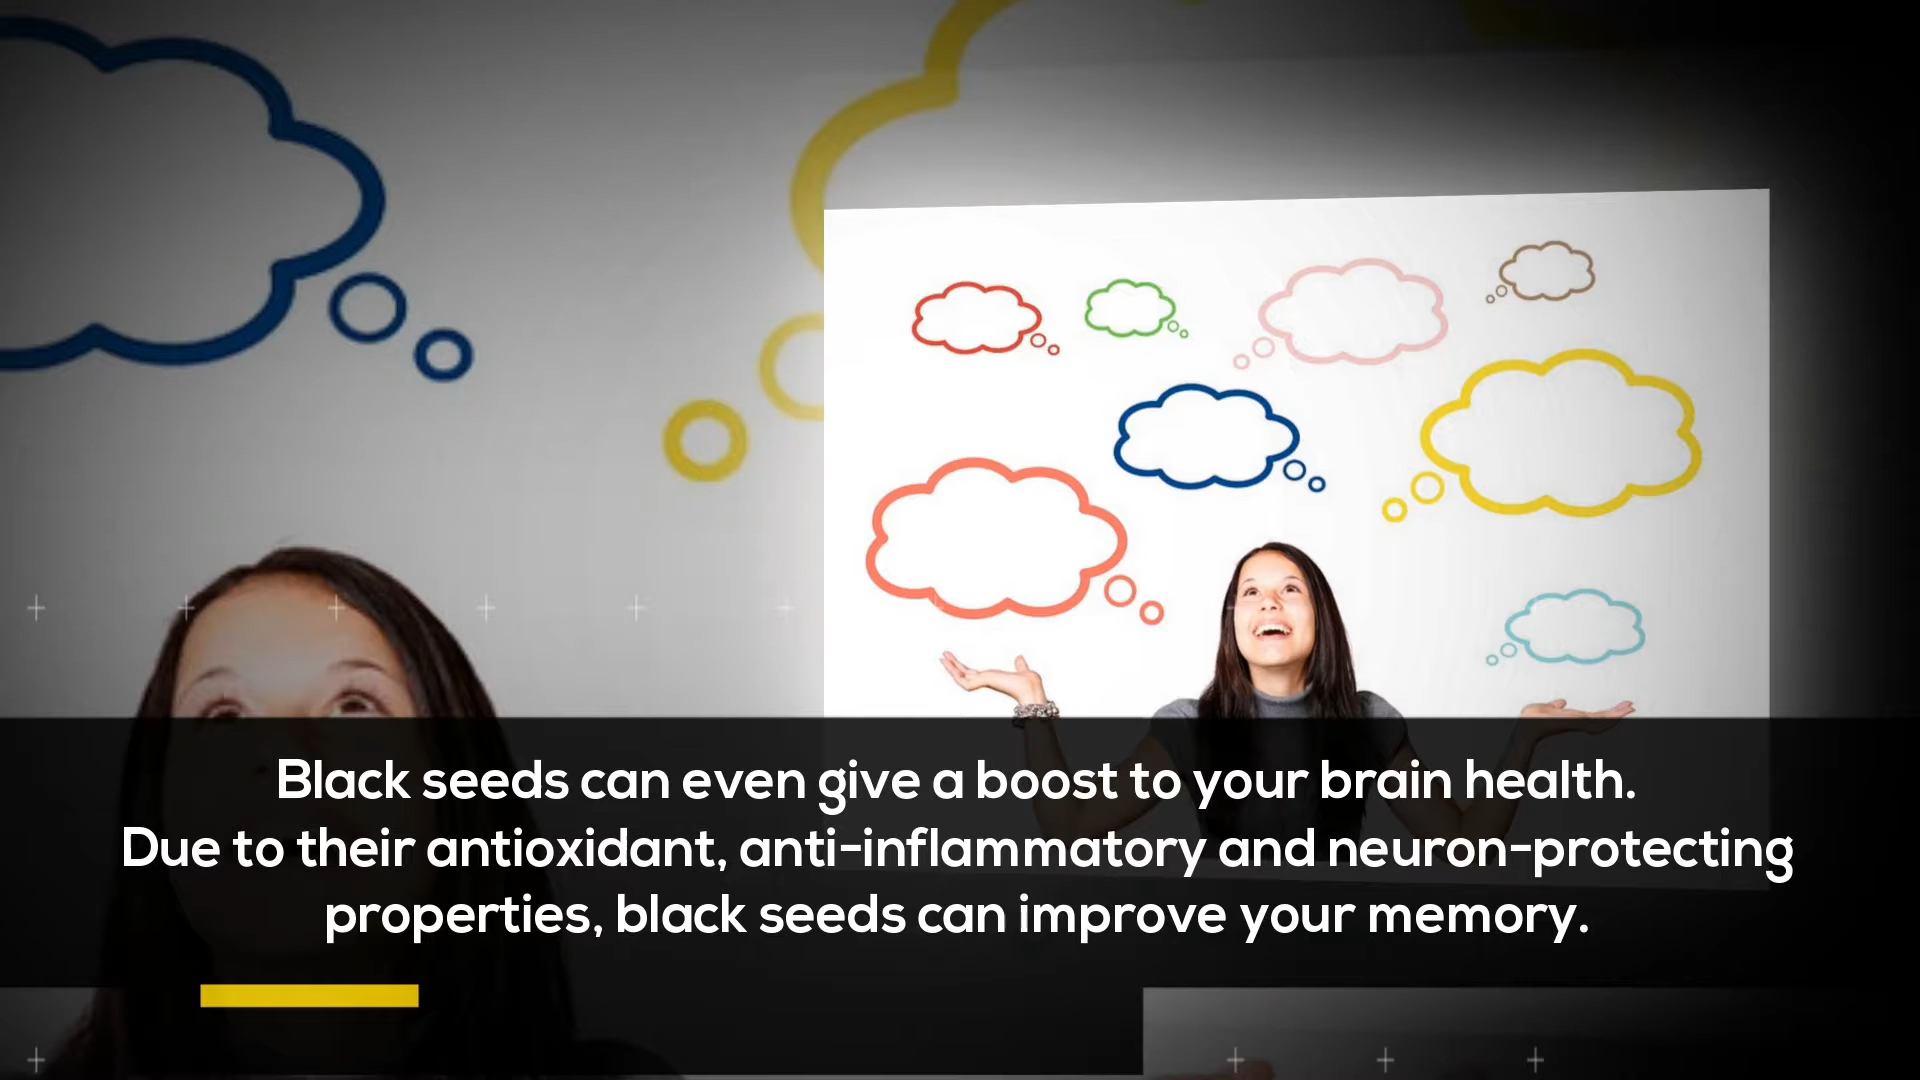 Black seeds can even give a boost to your brain health.
Due to their antioxidant, anti-inflammatory and neuron-protecting
properties, black seeds can improve your memory.